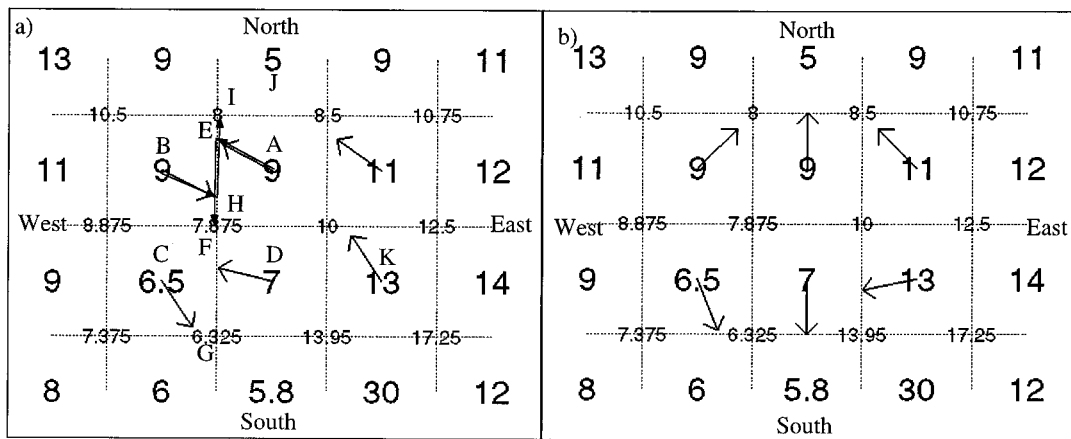 a)
North
13 9 5 9 11
J
I
10.5 8 8.5 10.75
E
B A
11 9 9 11 12
H
West 8.875 7.875 10 12.5 East
F
C D K
9 6.5 7 13 14
7.375 6.325 13.95 17.25
G
8 6 5.8 30 12
South
b)
North
13 9 5 9 11
10.5 8 8.5 10.75
11 9 9 11 12
West 8.875 7.875 10 12.5 East
9 6.5 7 13 14
7.375 6.325 13.95 17.25
8 6 5.8 30 12
South